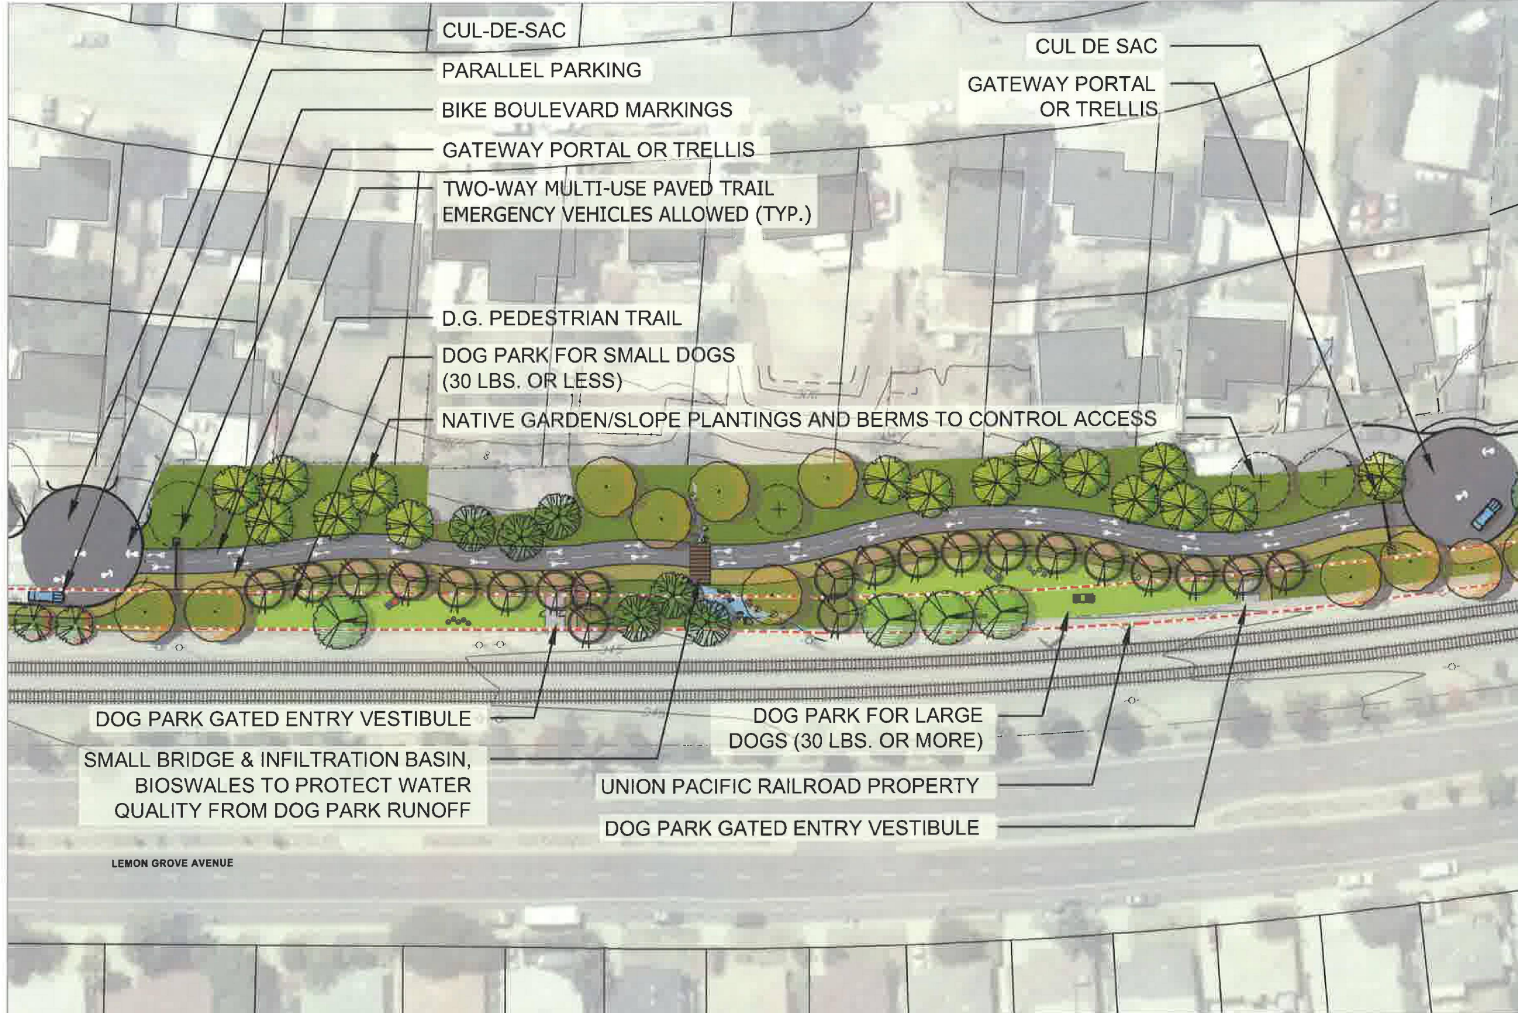 CUL-DE-SAC
PARALLEL PARKING
BIKE BOULEVARD MARKINGS
GATEWAY PORTAL OR TRELLIS
TWO-WAY MULTI-USE PAVED TRAIL
EMERGENCY VEHICLES ALLOWED (TYP.)
D.G. PEDESTRIAN TRAIL
DOG PARK FOR SMALL DOGS
(30 LBS. OR LESS)
NATIVE GARDEN/SLOPE PLANTINGS AND BERMS TO CONTROL ACCESS
CUL DE SAC
GATEWAY PORTAL
OR TRELLIS
DOG PARK GATED ENTRY VESTIBULE
SMALL BRIDGE & INFILTRATION BASIN,
BIOSWALES TO PROTECT WATER
QUALITY FROM DOG PARK RUNOFF
DOG PARK FOR LARGE
DOGS (30 LBS. OR MORE)
UNION PACIFIC RAILROAD PROPERTY
DOG PARK GATED ENTRY VESTIBULE
LEMON GROVE AVENUE